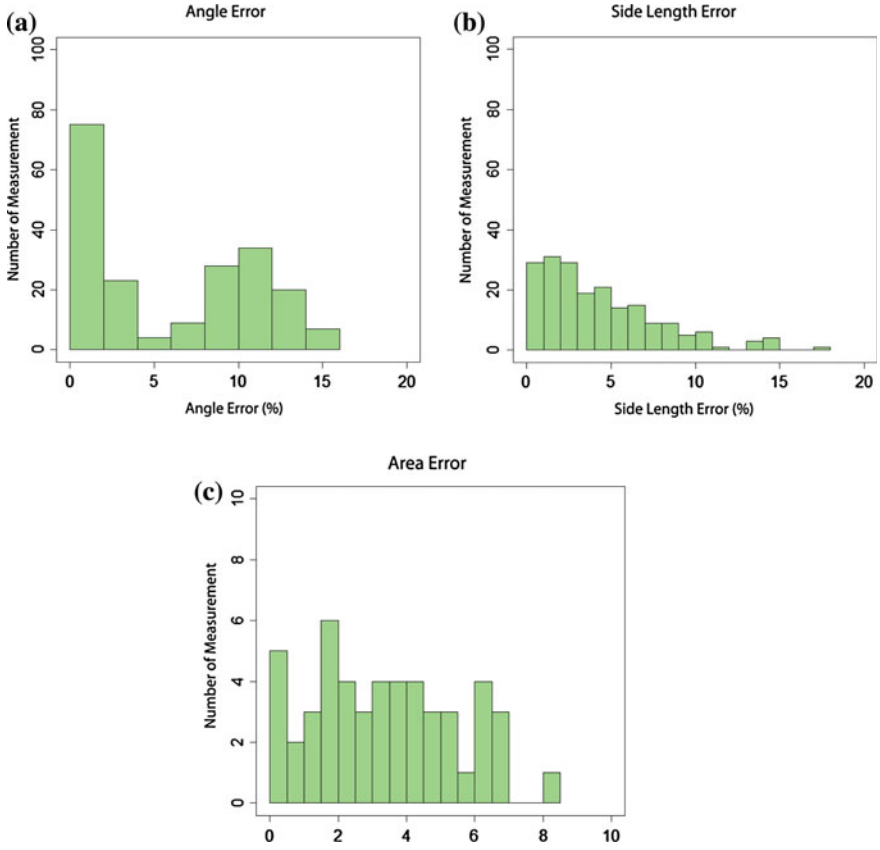 (a)
Angle Error
Number of Measurement
100
80
60
40
20
0
0 5 10 15 20
Angle Error (%)
(b)
Side Length Error
Number of Measurement
100
80
60
40
20
0
0 5 10 15 20
Side Length Error (%)
(c)
Area Error
Number of Measurement
10
8
6
4
2
0
0 2 4 6 8 10